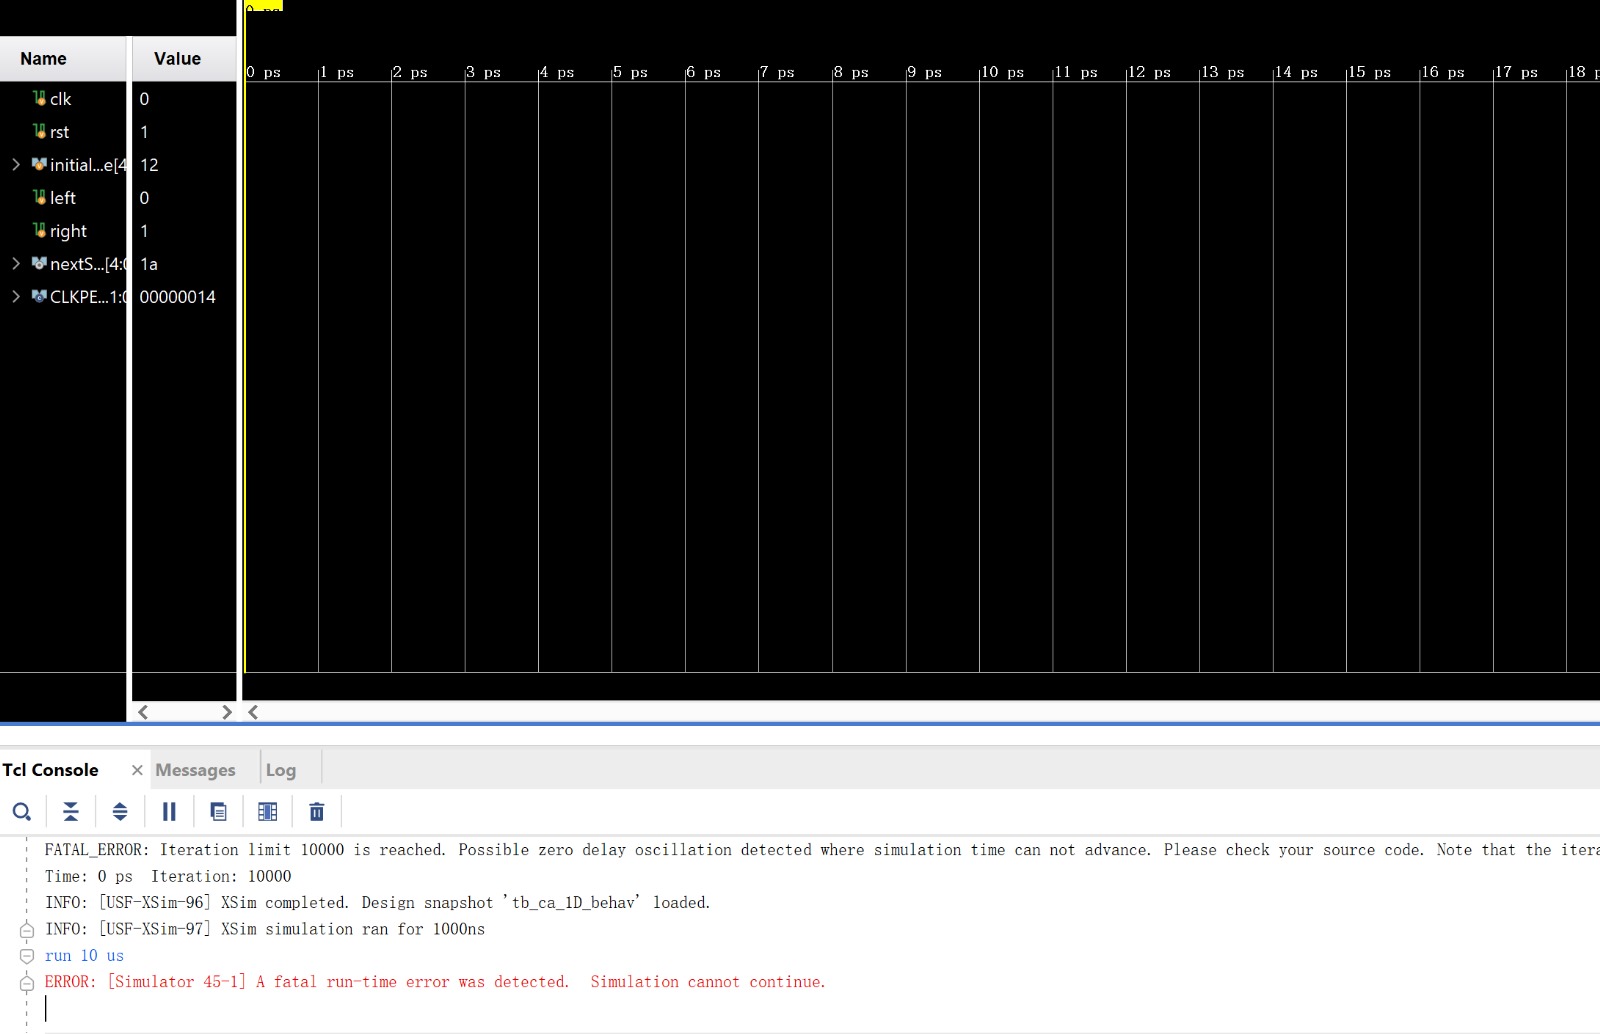 0 ps
Name Value
0 ps 1 ps 2 ps 3 ps 4 ps 5 ps 6 ps 7 ps 8 ps 9 ps 10 ps 11 ps 12 ps 13 ps 14 ps 15 ps 16 ps 17 ps 18 p
clk 0
rst 1
initial...e[4 12
left 0
right 1
nextS...[4:0 1a
CLKPE...1:0 00000014
Tcl Console Messages Log
FATAL_ERROR: Iteration limit 10000 is reached. Possible zero delay oscillation detected where simulation time can not advance. Please check your source code. Note that the itera
Time: 0 ps Iteration: 10000
INFO: [USF-XSim-96] XSim completed. Design snapshot 'tb_ca_1D_behav' loaded.
INFO: [USF-XSim-97] XSim simulation ran for 1000ns
run 10 us
ERROR: [Simulator 45-1] A fatal run-time error was detected. Simulation cannot continue.